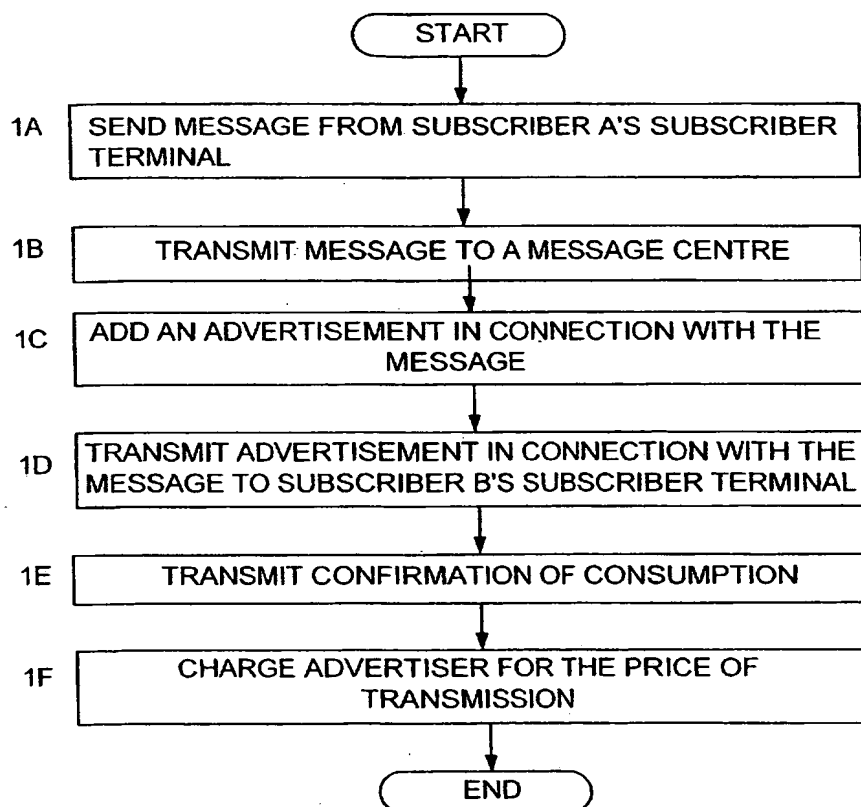 START
1A SEND MESSAGE FROM SUBSCRIBER A'S SUBSCRIBER
TERMINAL
1B TRANSMIT MESSAGE TO A MESSAGE CENTRE
1C ADD AN ADVERTISEMENT IN CONNECTION WITH THE
MESSAGE
1D TRANSMIT ADVERTISEMENT IN CONNECTION WITH THE
MESSAGE TO SUBSCRIBER B'S SUBSCRIBER TERMINAL
1E TRANSMIT CONFIRMATION OF CONSUMPTION
1F CHARGE ADVERTISER FOR THE PRICE OF
TRANSMISSION
END